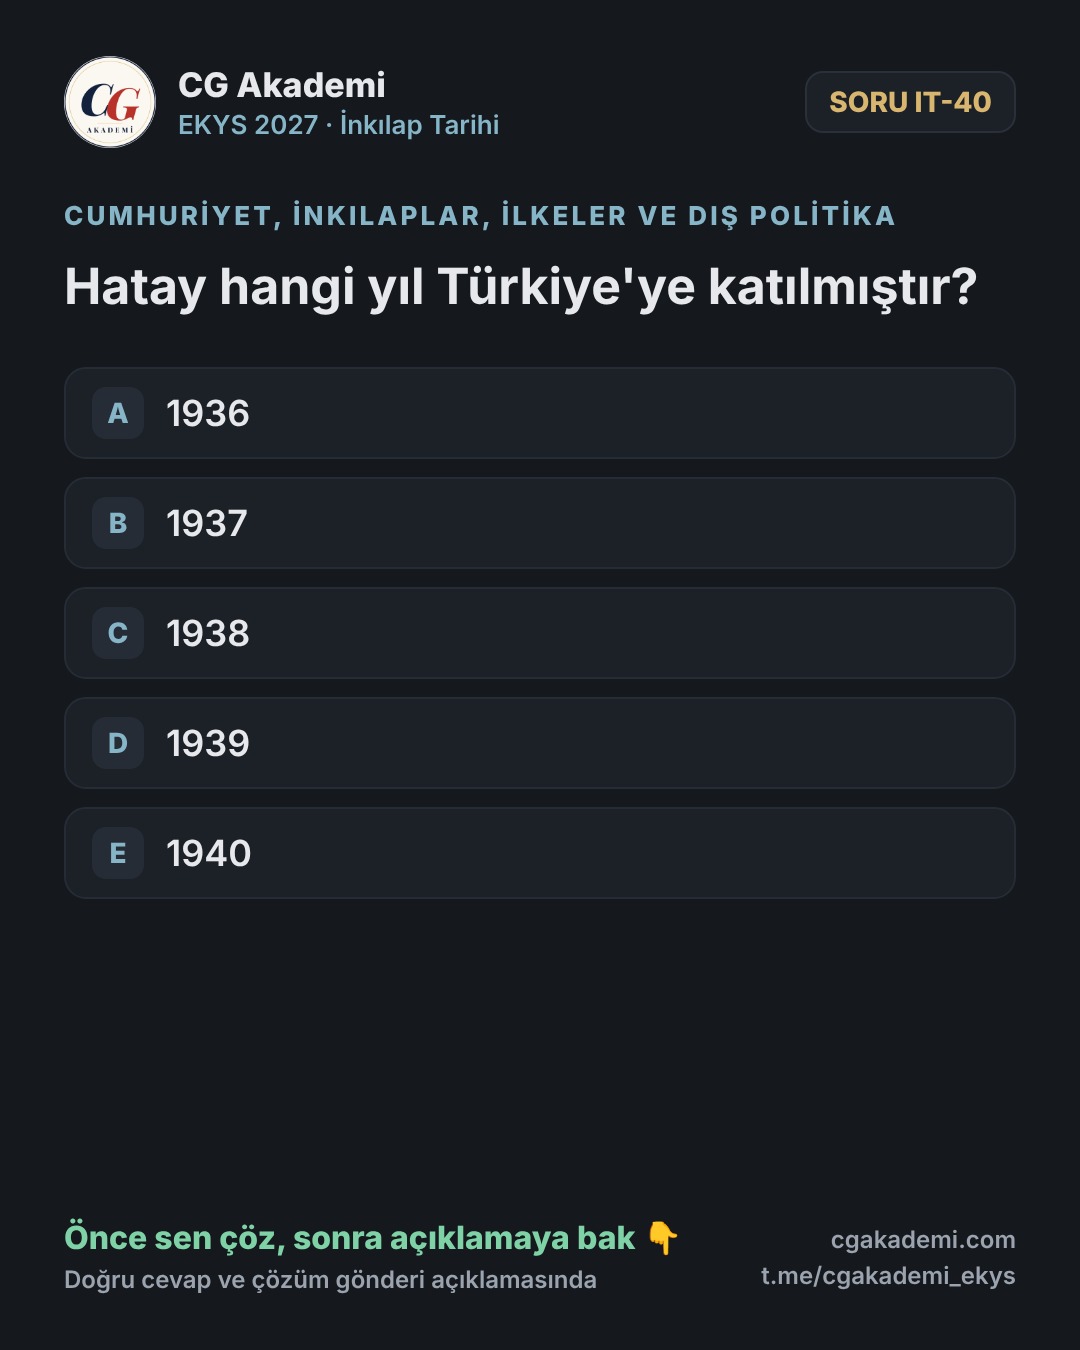 CG
AKADEMİ
CG Akademi
EKYS 2027 · İnkılap Tarihi
SORU IT-40
CUMHURİYET, İNKILAPLAR, İLKELER VE DIŞ POLİTİKA
Hatay hangi yıl Türkiye'ye katılmıştır?
A 1936
B 1937
C 1938
D 1939
E 1940
Önce sen çöz, sonra açıklamaya bak 👇
Doğru cevap ve çözüm gönderi açıklamasında
cgakademi.com
t.me/cgakademi_ekys